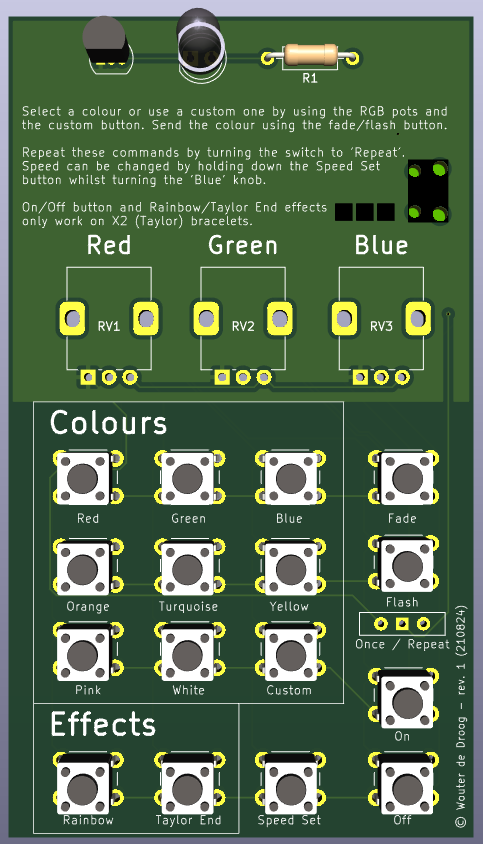 R1
Select a colour or use a custom one by using the RGB pots and
the custom button. Send the colour using the fade/flash button.
Repeat these commands by turning the switch to 'Repeat'.
Speed can be changed by holding down the Speed Set
button whilst turning the 'Blue' knob.
On/Off button and Rainbow/Taylor End effects
only work on X2 (Taylor) bracelets.
Red Green Blue
RV1 RV2 RV3
Colours
Red Green Blue Fade
Orange Turquoise Yellow Flash
Once / Repeat
Pink White Custom
On
Effects
Rainbow Taylor End Speed Set Off
© Wouter de Droog - rev. 1 (210824)